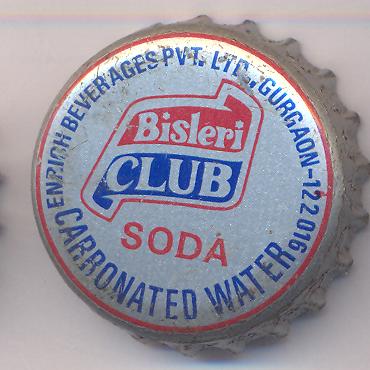 ENRICH BEVERAGES PVT. LTD., GURGAON-122016
Bisleri
CLUB
SODA
CARBONATED WATER